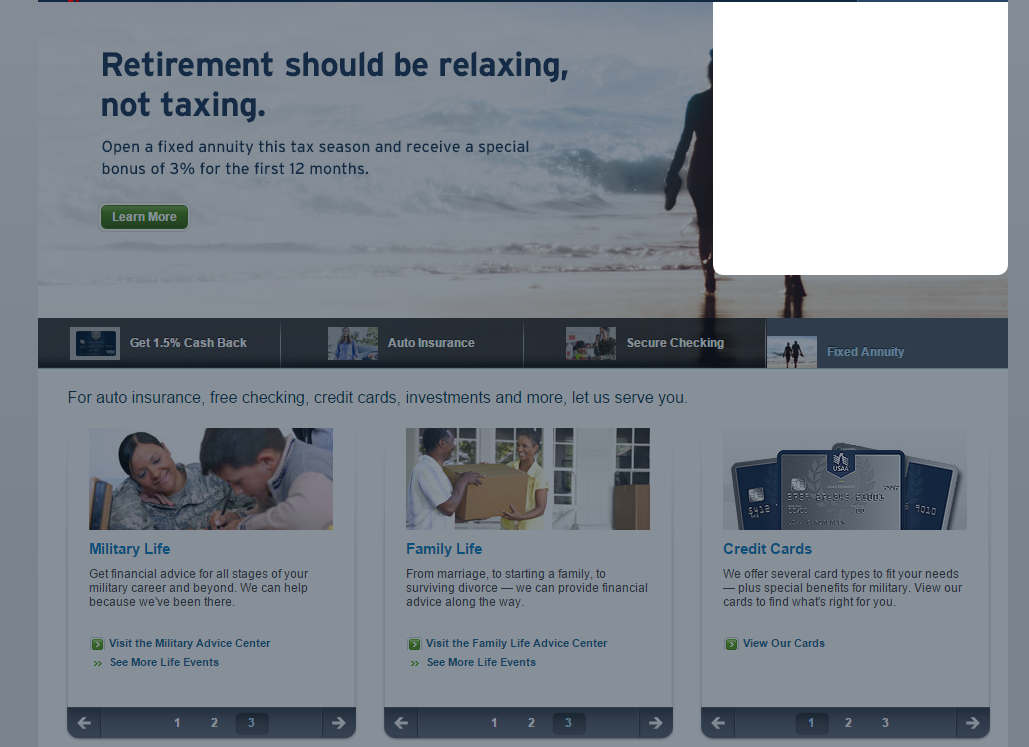 Retirement should be relaxing,
not taxing.
Open a fixed annuity this tax season and receive a special
bonus of 3% for the first 12 months.
Learn More
Get 1.5% Cash Back
Auto Insurance
Secure Checking
Fixed Annuity
For auto insurance, free checking, credit cards, investments and more, let us serve you.
USAA
Military Life
Get financial advice for all stages of your
military career and beyond. We can help
because we've been there.
Visit the Military Advice Center
See More Life Events
1 2 3
Family Life
From marriage, to starting a family, to
surviving divorce — we can provide financial
advice along the way.
Visit the Family Life Advice Center
See More Life Events
1 2 3
Credit Cards
We offer several card types to fit your needs
— plus special benefits for military. View our
cards to find what's right for you.
View Our Cards
1 2 3